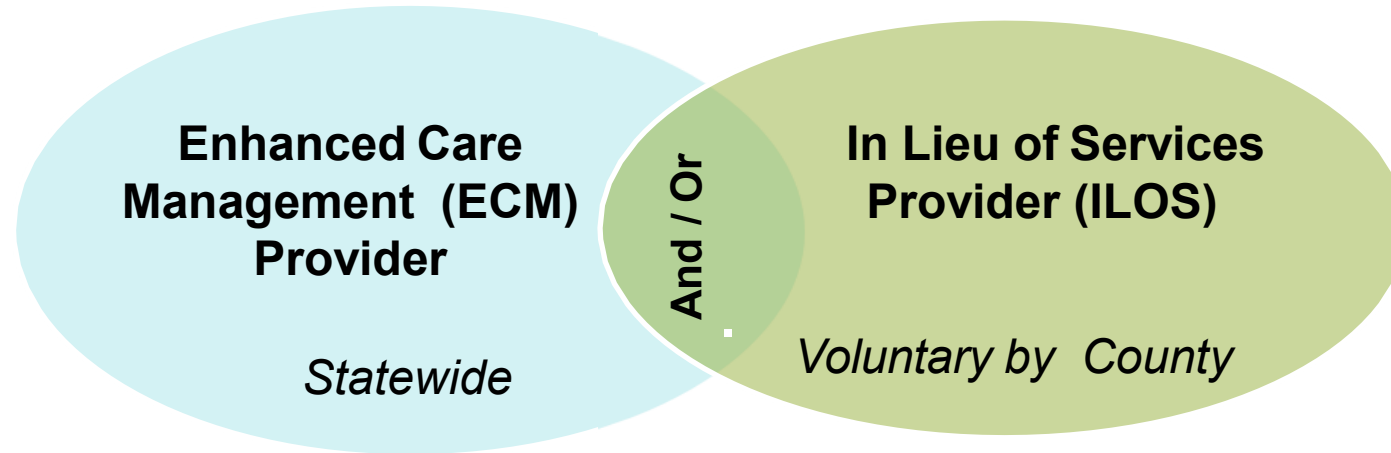 Enhanced Care
Management (ECM)
Provider
Statewide
And / Or
In Lieu of Services
Provider (ILOS)
Voluntary by County